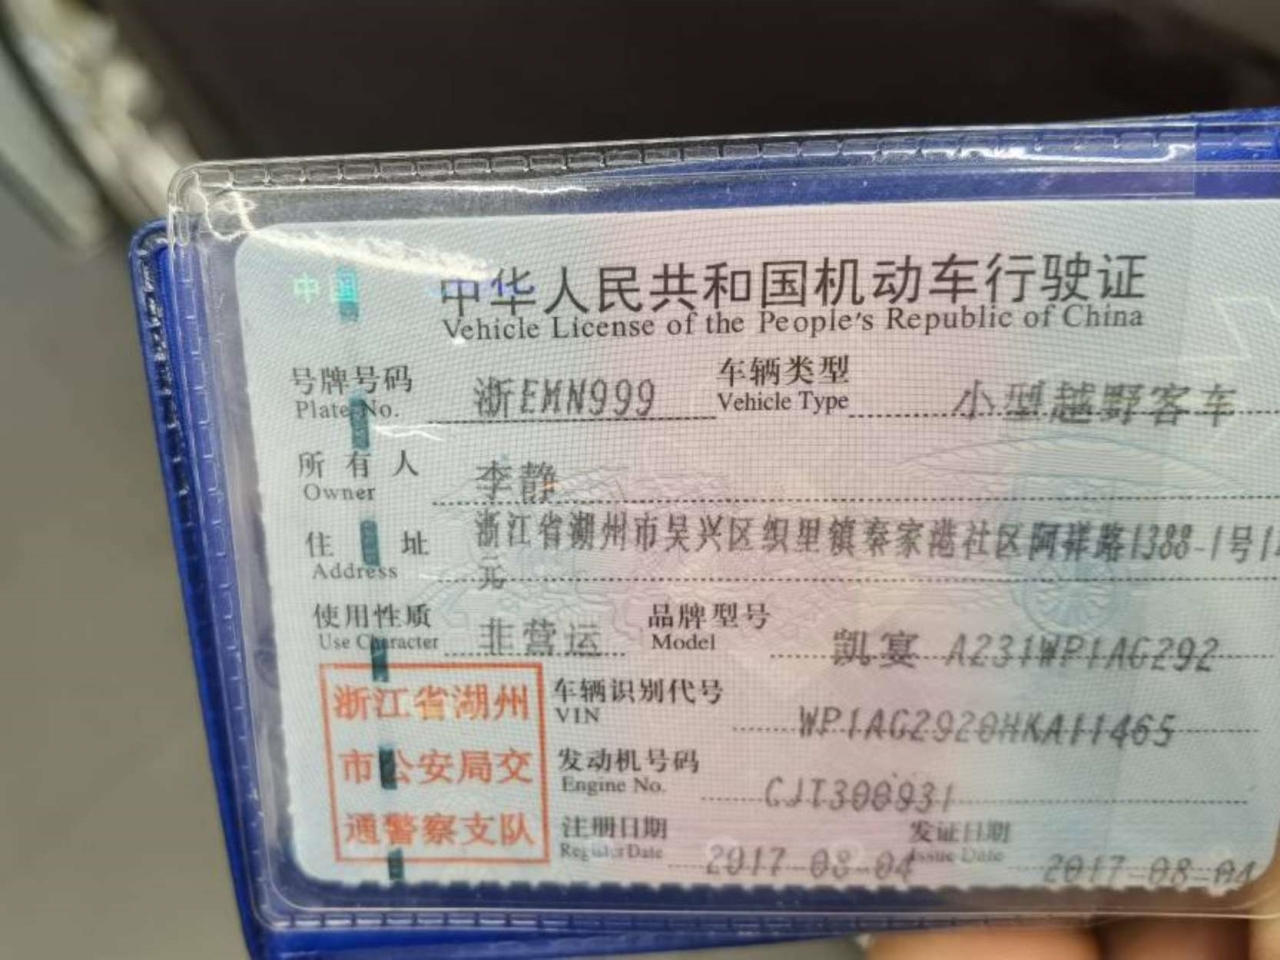 中国
中华人民共和国机动车行驶证
Vehicle License of the People's Republic of China
号牌号码 浙EMN999 车辆类型 小型越野客车
Plate No. Vehicle Type
所有人 李静
Owner
住址 浙江省湖州市吴兴区织里镇秦家港社区阿祥路1388-1号1
Address 元
使用性质 非营运 品牌型号 凯宴 A231WP1AG292
Use Character Model
浙江省湖州
市公安局交
通警察支队
车辆识别代号 WP1AG2920HKA11465
VIN
发动机号码 CJT300931
Engine No.
注册日期 2017-08-04 发证日期 2017-08-04
Register Date Issue Date